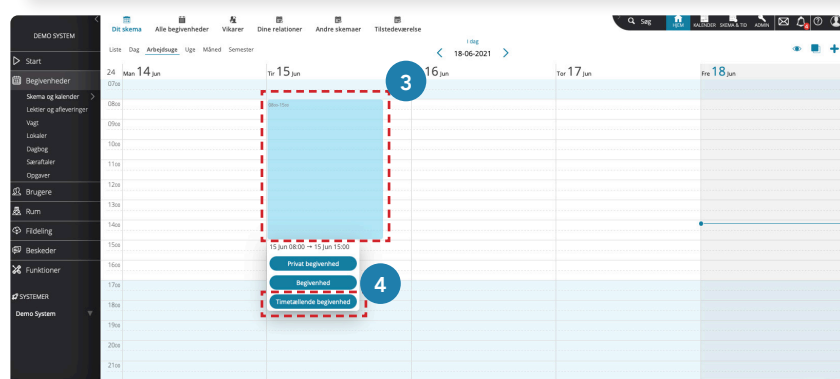 DEMO SYSTEM
Dit skema Alle begivenheder Vikarer Dine relationer Andre skemaer Tilstedeværelse
Søg HJEM KALENDER SKEMA & TID ADMIN
Liste Dag Arbejdsuge Uge Måned Semester
I dag
18-06-2021
Start
Begivenheder
Skema og kalender
Lektier og afleveringer
Vagt
Lokaler
Dagbog
Særaftaler
Opgaver
Brugere
Rum
Fildeling
Beskeder
Funktioner
SYSTEMER
Demo System
24 Man 14 Jun Tir 15 Jun 16 Jun Tor 17 Jun Fre 18 Jun
3
07:00
08:00
09:00
10:00
11:00
12:00
13:00
14:00
15:00
16:00
17:00
18:00
19:00
20:00
21:00
15 Jun 08:00 → 15 Jun 15:00
Privat begivenhed
Begivenhed
4
Timetællende begivenhed